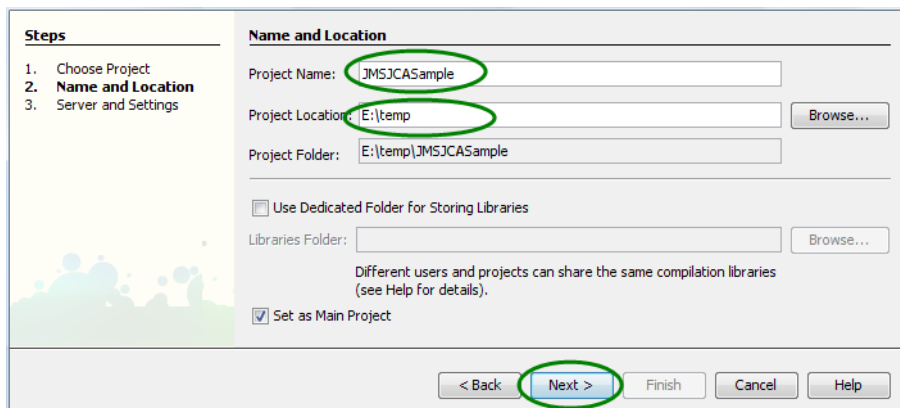 Steps
1. Choose Project
2. Name and Location
3. Server and Settings
Name and Location
Project Name: JMSJCASample
Project Location: E:\temp Browse...
Project Folder: E:\temp\JMSJCASample
Use Dedicated Folder for Storing Libraries
Libraries Folder: Browse...
Different users and projects can share the same compilation libraries
(see Help for details).
Set as Main Project
< Back Next > Finish Cancel Help